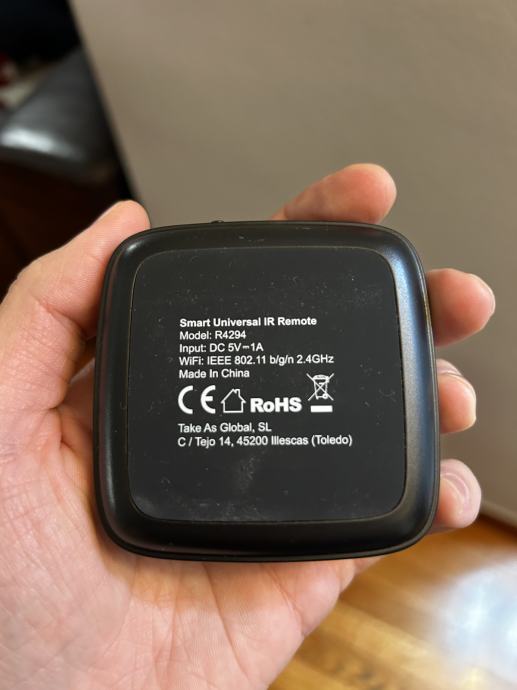 Smart Universal IR Remote
Model: R4294
Input: DC 5V⎓1A
WiFi: IEEE 802.11 b/g/n 2.4GHz
Made In China
CE RoHS
Take As Global, SL
C / Tejo 14, 45200 Illescas (Toledo)